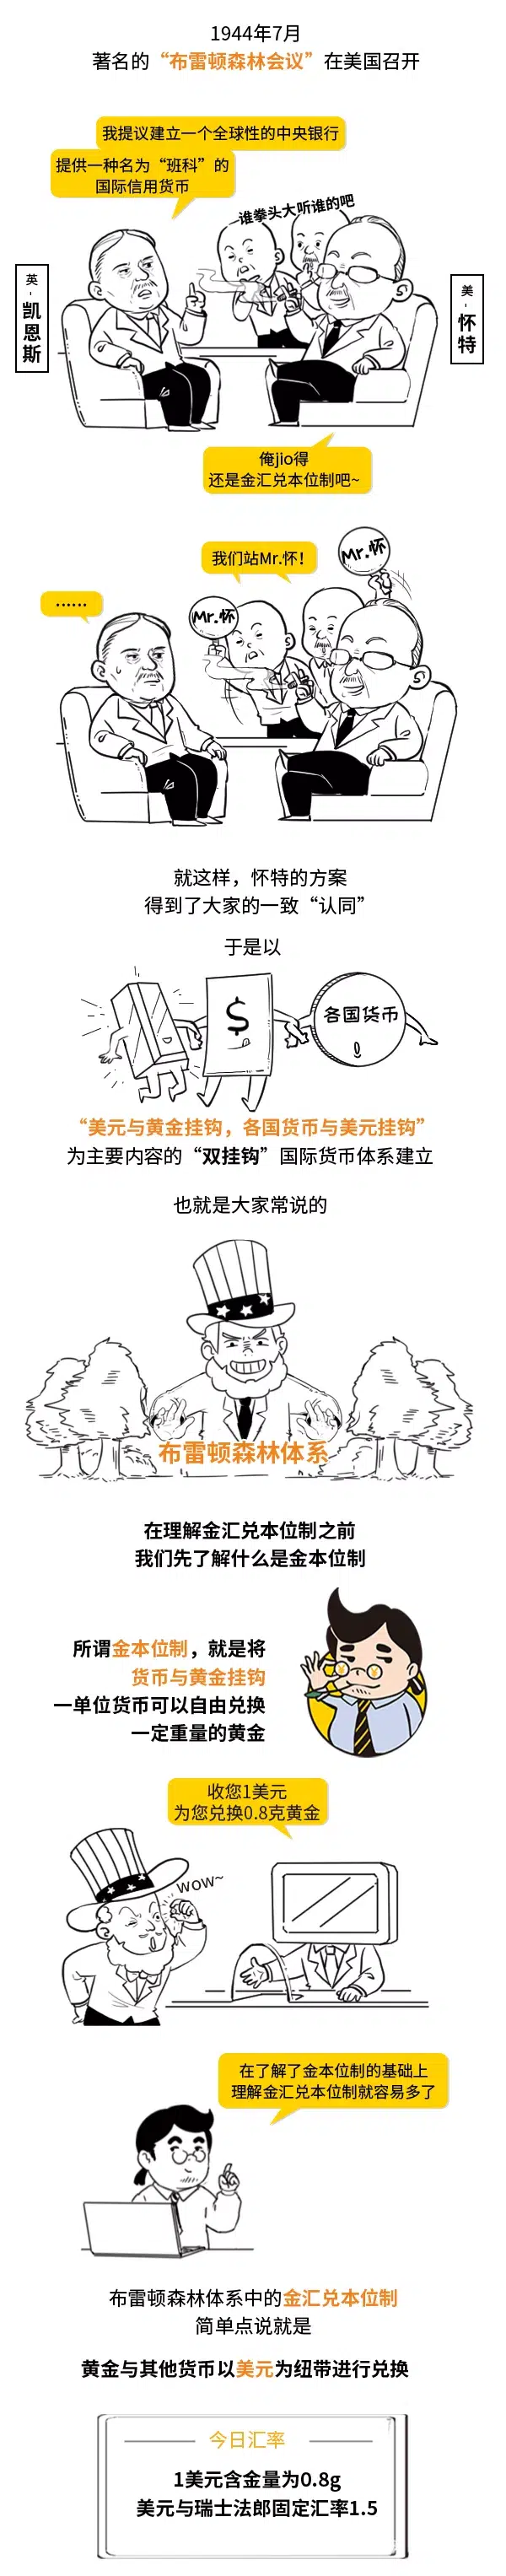 1944年7月
著名的“布雷顿森林会议”在美国召开
我提议建立一个全球性的中央银行
提供一种名为“班科”的
国际信用货币
谁拳头大听谁的吧
英-凯恩斯
美-怀特
俺jio得
还是金汇兑本位制吧~
Mr.怀
我们站Mr.怀!
……
Mr.怀
就这样，怀特的方案
得到了大家的一致“认同”
于是以
$
各国货币
“美元与黄金挂钩，各国货币与美元挂钩”
为主要内容的“双挂钩”国际货币体系建立
也就是大家常说的
布雷顿森林体系
在理解金汇兑本位制之前
我们先了解什么是金本位制
所谓金本位制，就是将
货币与黄金挂钩
一单位货币可以自由兑换
一定重量的黄金
收您1美元
为您兑换0.8克黄金
wow~
在了解了金本位制的基础上
理解金汇兑本位制就容易多了
布雷顿森林体系中的金汇兑本位制
简单点说就是
黄金与其他货币以美元为纽带进行兑换
今日汇率
1美元含金量为0.8g
美元与瑞士法郎固定汇率1.5